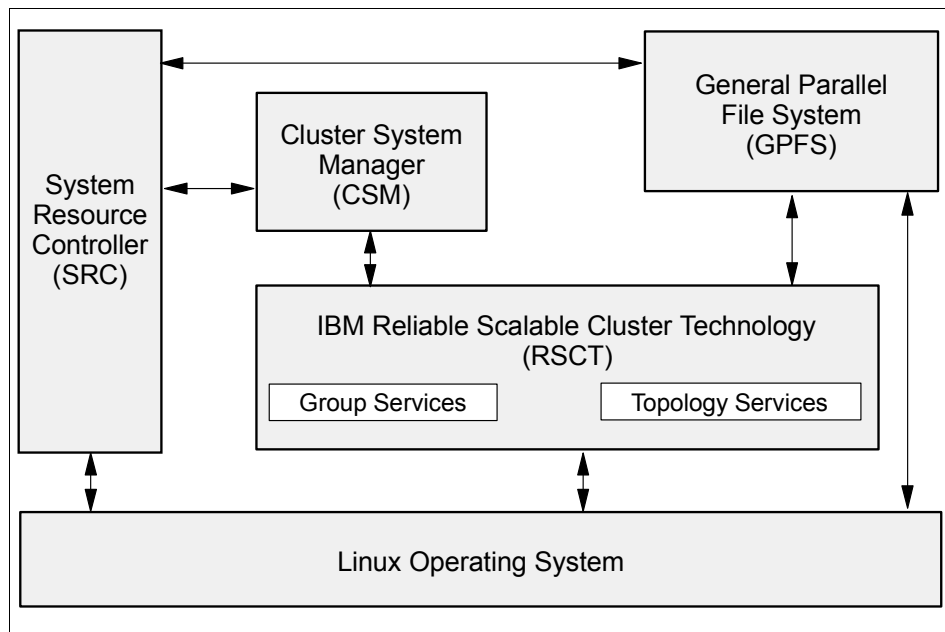 System
Resource
Controller
(SRC)
Cluster System
Manager
(CSM)
General Parallel
File System
(GPFS)
IBM Reliable Scalable Cluster Technology
(RSCT)
Group Services
Topology Services
Linux Operating System